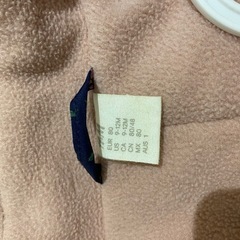 EUR 80
US 9-12M
CA 9-12M
CN 80/48
MX 80
AUS 1